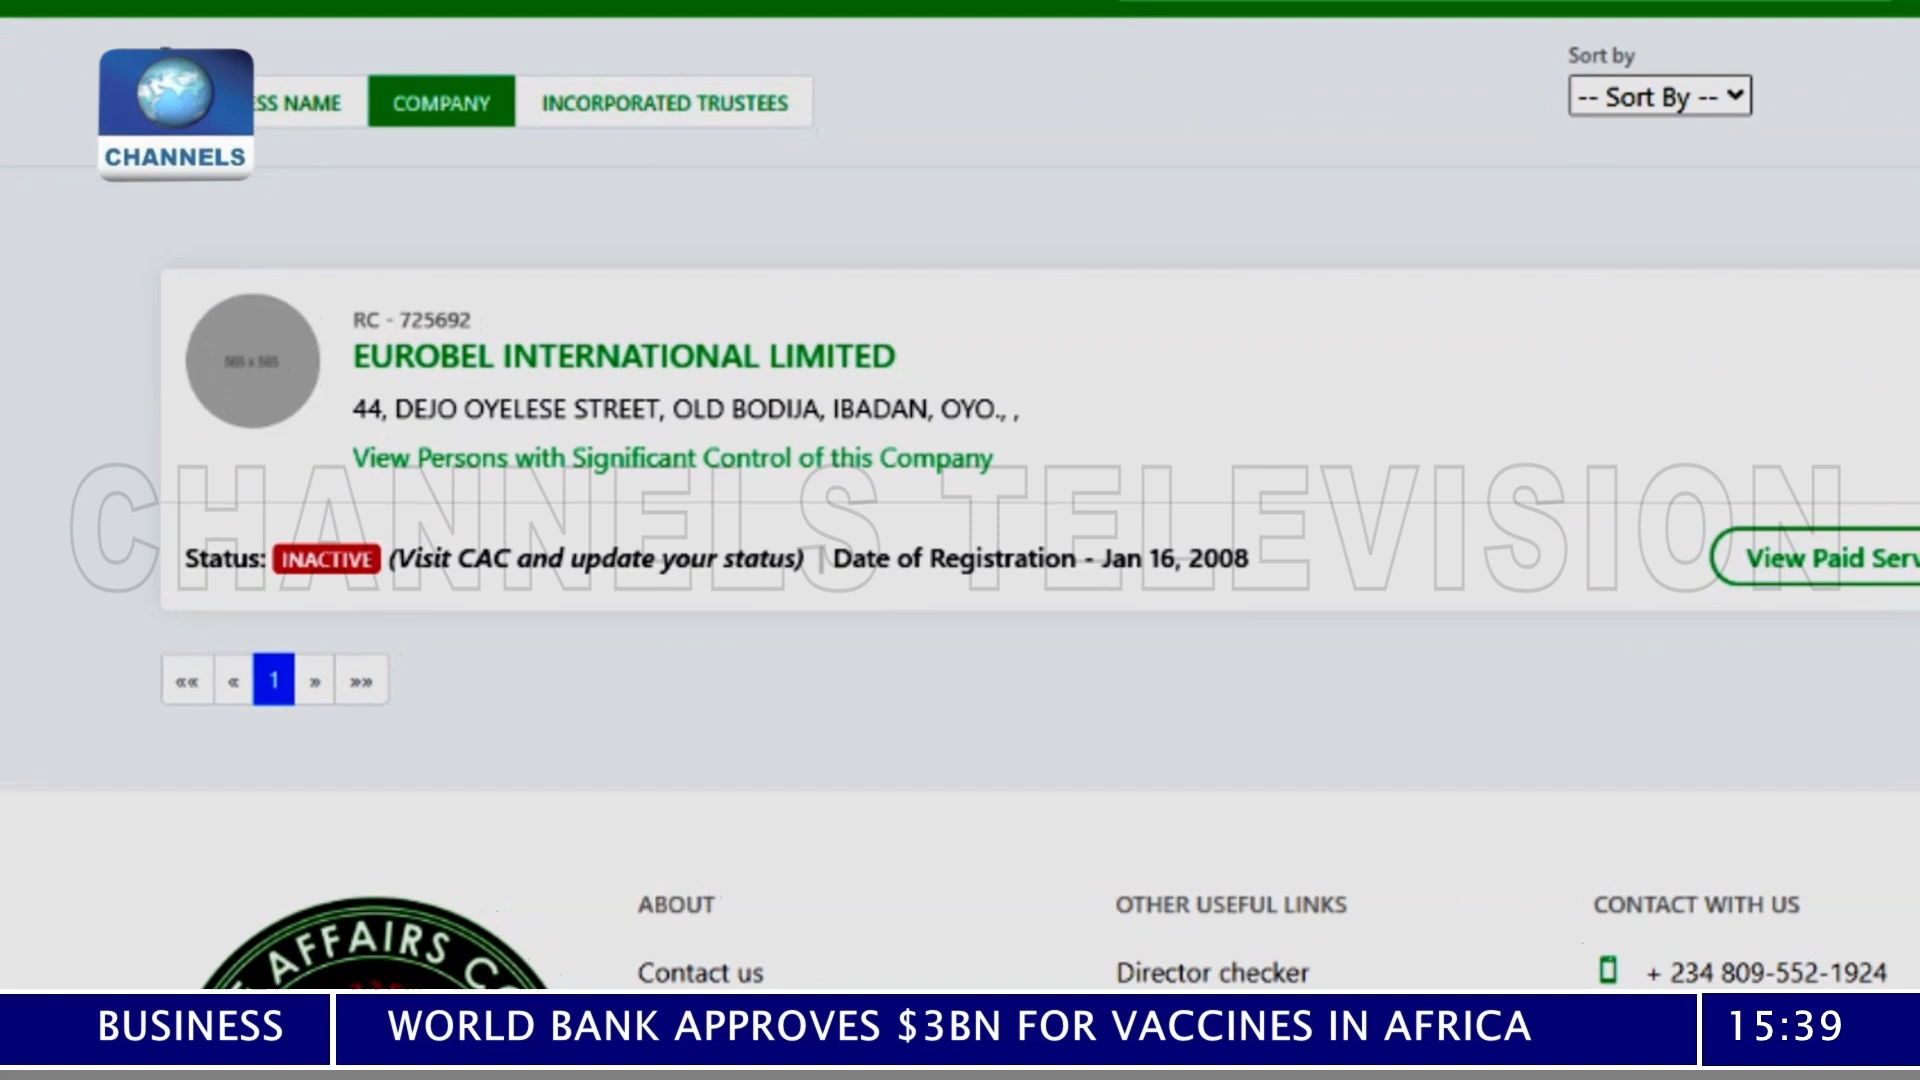 Sort by
-- Sort By --
ESS NAME
COMPANY
INCORPORATED TRUSTEES
CHANNELS
565 x 565
RC - 725692
EUROBEL INTERNATIONAL LIMITED
44, DEJO OYELESE STREET, OLD BODIJA, IBADAN, OYO., ,
View Persons with Significant Control of this Company
CHANNELS TELEVISION
Status: INACTIVE (Visit CAC and update your status) | Date of Registration - Jan 16, 2008
View Paid Serv
«« « 1 » »»
AFFAIRS CO
ABOUT
Contact us
OTHER USEFUL LINKS
Director checker
CONTACT WITH US
+ 234 809-552-1924
BUSINESS
WORLD BANK APPROVES $3BN FOR VACCINES IN AFRICA
15:39